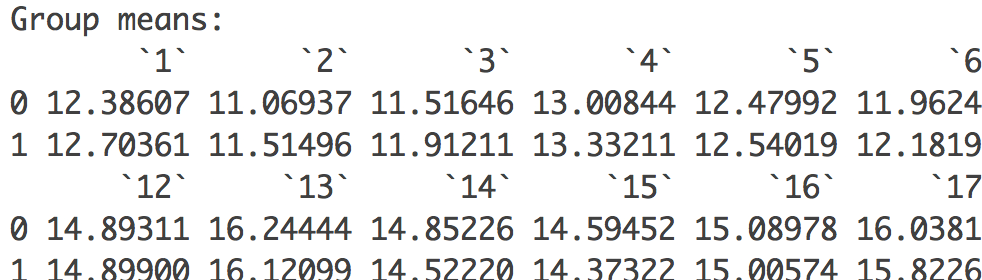 Group means:
`1` `2` `3` `4` `5` `6
0 12.38607 11.06937 11.51646 13.00844 12.47992 11.9624
1 12.70361 11.51496 11.91211 13.33211 12.54019 12.1819
`12` `13` `14` `15` `16` `17
0 14.89311 16.24444 14.85226 14.59452 15.08978 16.0381
1 14.89900 16.12099 14.52220 14.37322 15.00574 15.8226